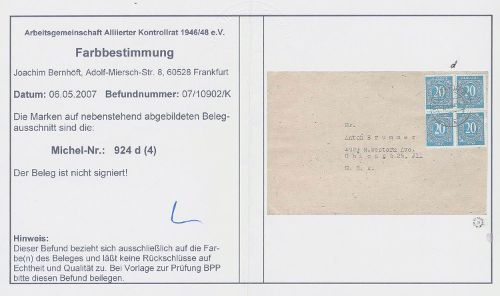 Arbeitsgemeinschaft Alliierter Kontrollrat 1946/48 e.V.
Farbbestimmung
Joachim Bernhöft, Adolf-Miersch-Str. 8, 60528 Frankfurt
Datum: 06.05.2007 Befundnummer: 07/10902/K
Die Marken auf nebenstehend abgebildeten Beleg-
ausschnitt sind die:
Michel-Nr.: 924 d (4)
Der Beleg ist nicht signiert!
Hinweis:
Dieser Befund bezieht sich ausschließlich auf die Far-
be(n) des Beleges und läßt keine Rückschlüsse auf
Echtheit und Qualität zu. Bei Vorlage zur Prüfung BPP
bitte diesen Befund beilegen.
d
20 20
20 20
Mr.
Anton Brummer
N.Western Ave.
Chicago 25, Ill
U.S.A.